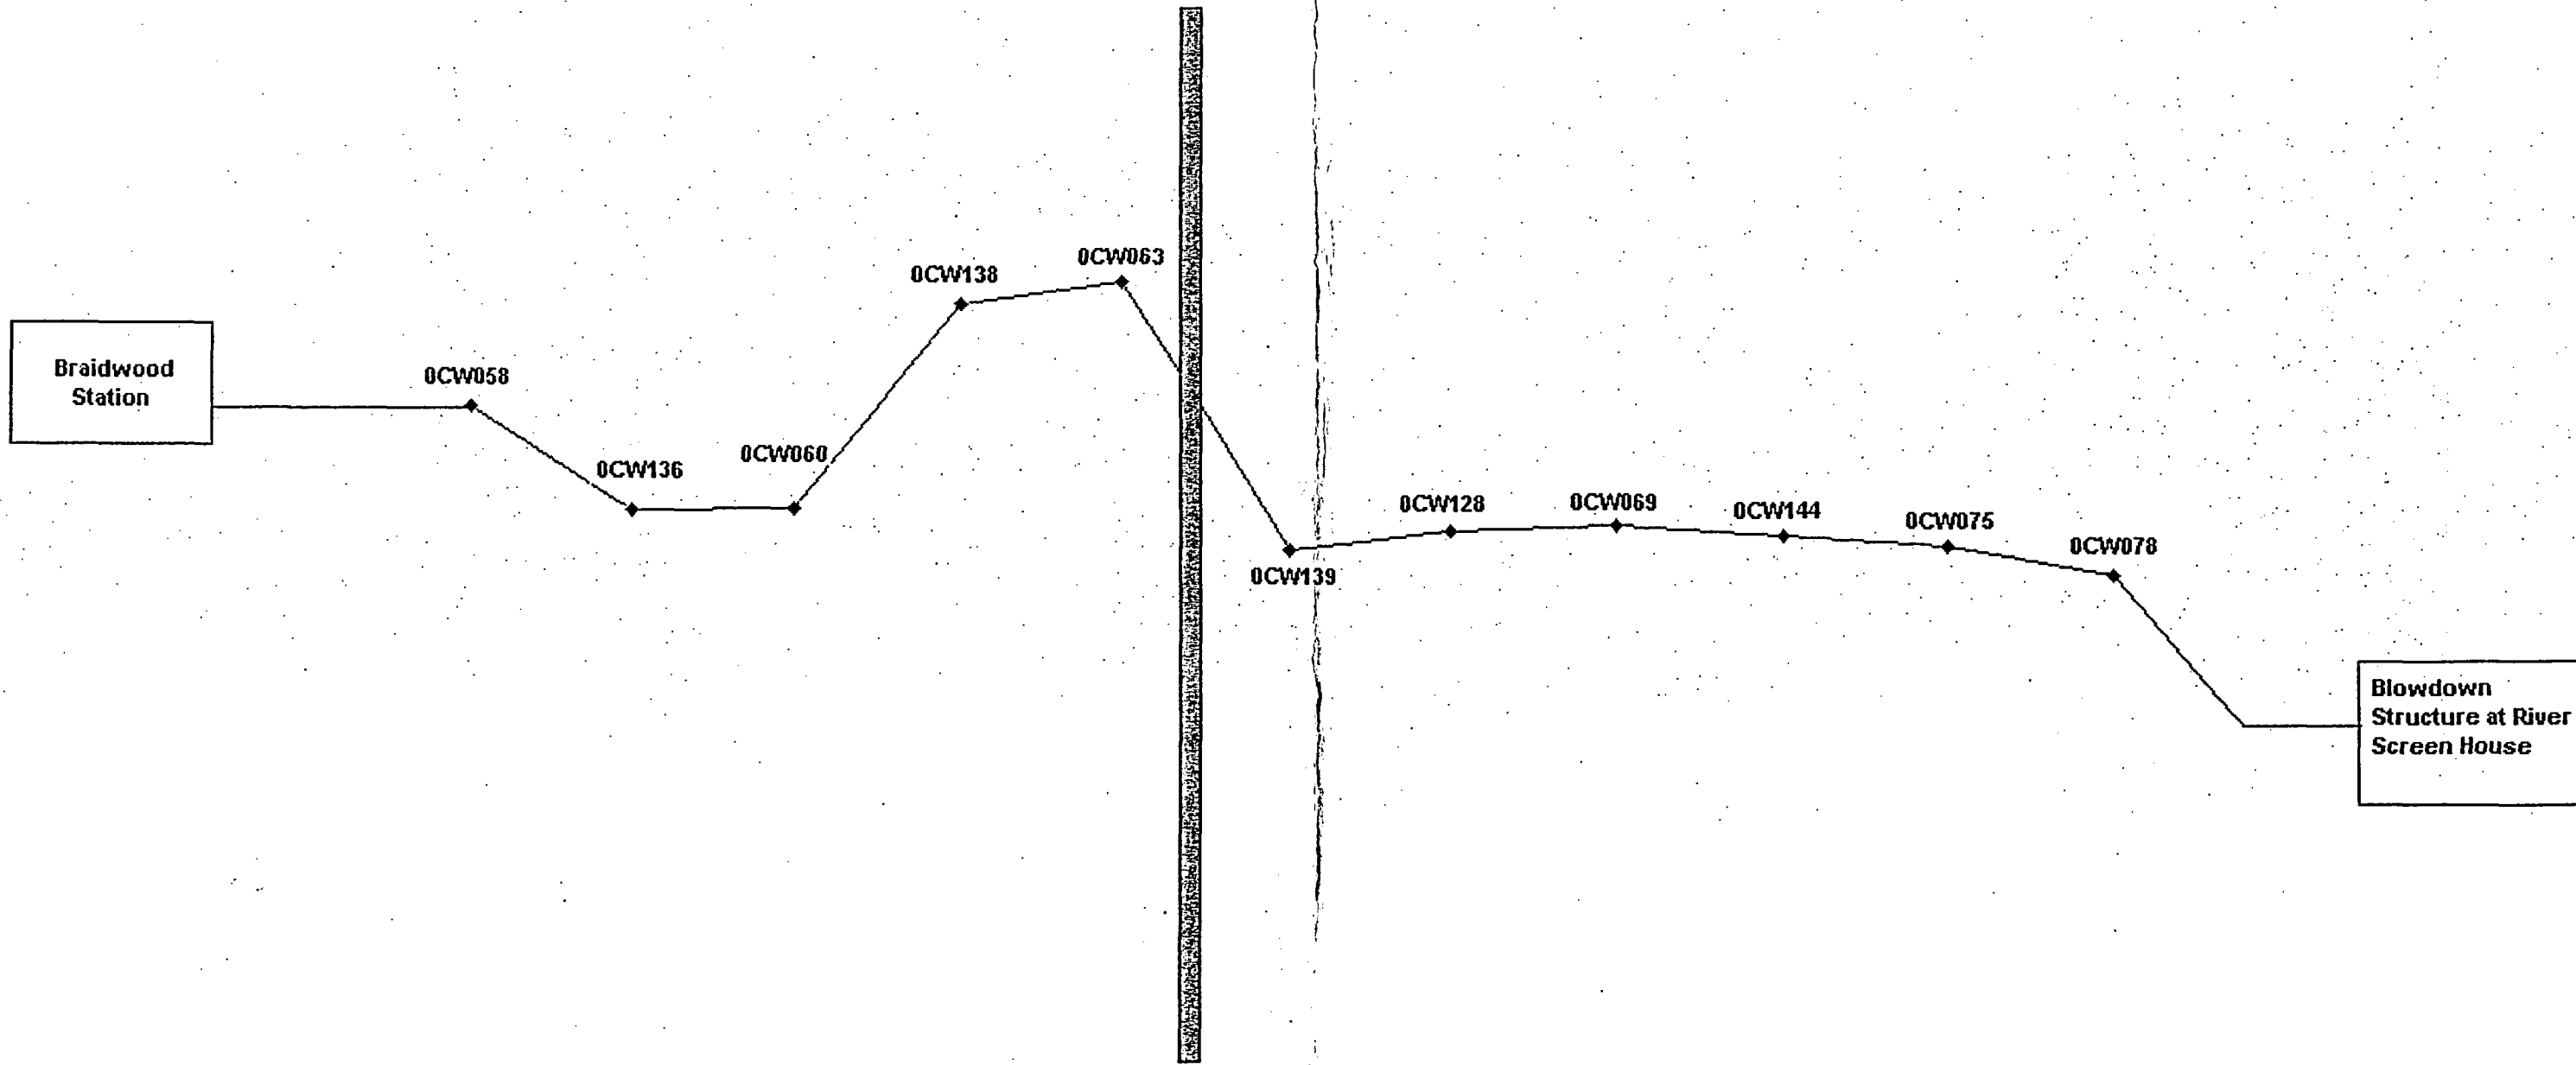 Braidwood
Station
0CW058
0CW136
0CW060
0CW138
0CW063
0CW139
0CW128
0CW069
0CW144
0CW075
0CW078
Blowdown
Structure at River
Screen House